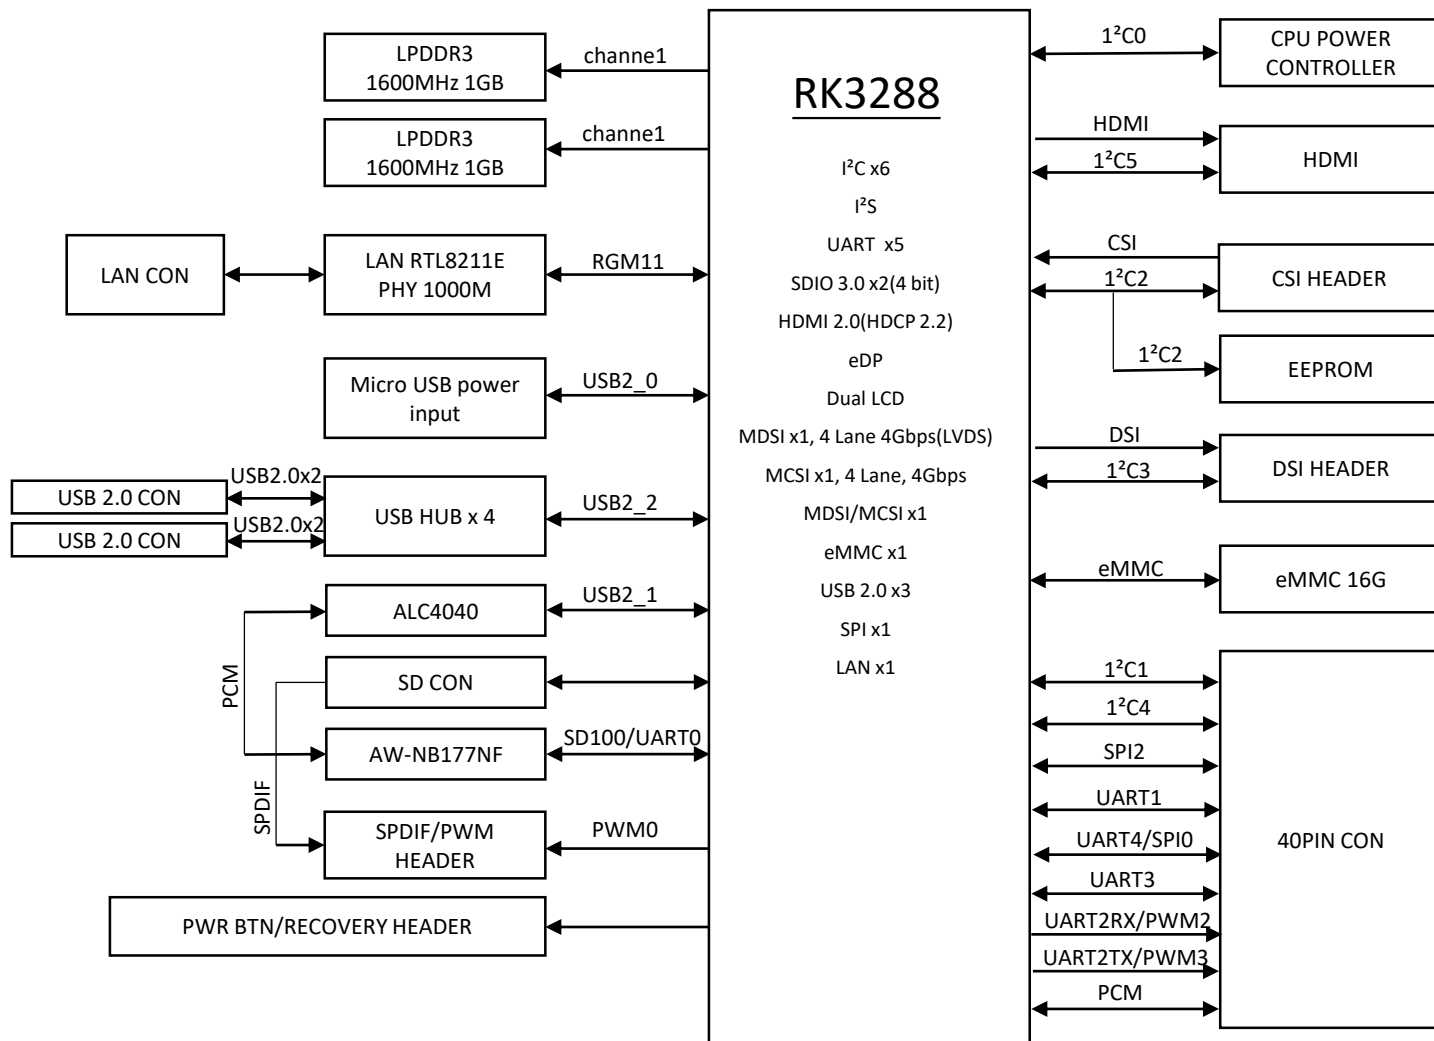 LPDDR3
1600MHz 1GB
channe1
LPDDR3
1600MHz 1GB
channe1
LAN CON
LAN RTL8211E
PHY 1000M
RGM11
Micro USB power
input
USB2_0
USB 2.0 CON
USB2.0x2
USB 2.0 CON
USB2.0x2
USB HUB x 4
USB2_2
ALC4040
USB2_1
PCM
SD CON
AW-NB177NF
SD100/UART0
SPDIF
SPDIF/PWM
HEADER
PWM0
PWR BTN/RECOVERY HEADER
RK3288
I²C x6
I²S
UART x5
SDIO 3.0 x2(4 bit)
HDMI 2.0(HDCP 2.2)
eDP
Dual LCD
MDSI x1, 4 Lane 4Gbps(LVDS)
MCSI x1, 4 Lane, 4Gbps
MDSI/MCSI x1
eMMC x1
USB 2.0 x3
SPI x1
LAN x1
1²C0
CPU POWER
CONTROLLER
HDMI
1²C5
HDMI
CSI
1²C2
CSI HEADER
1²C2
EEPROM
DSI
1²C3
DSI HEADER
eMMC
eMMC 16G
1²C1
1²C4
SPI2
UART1
UART4/SPI0
UART3
UART2RX/PWM2
UART2TX/PWM3
PCM
40PIN CON